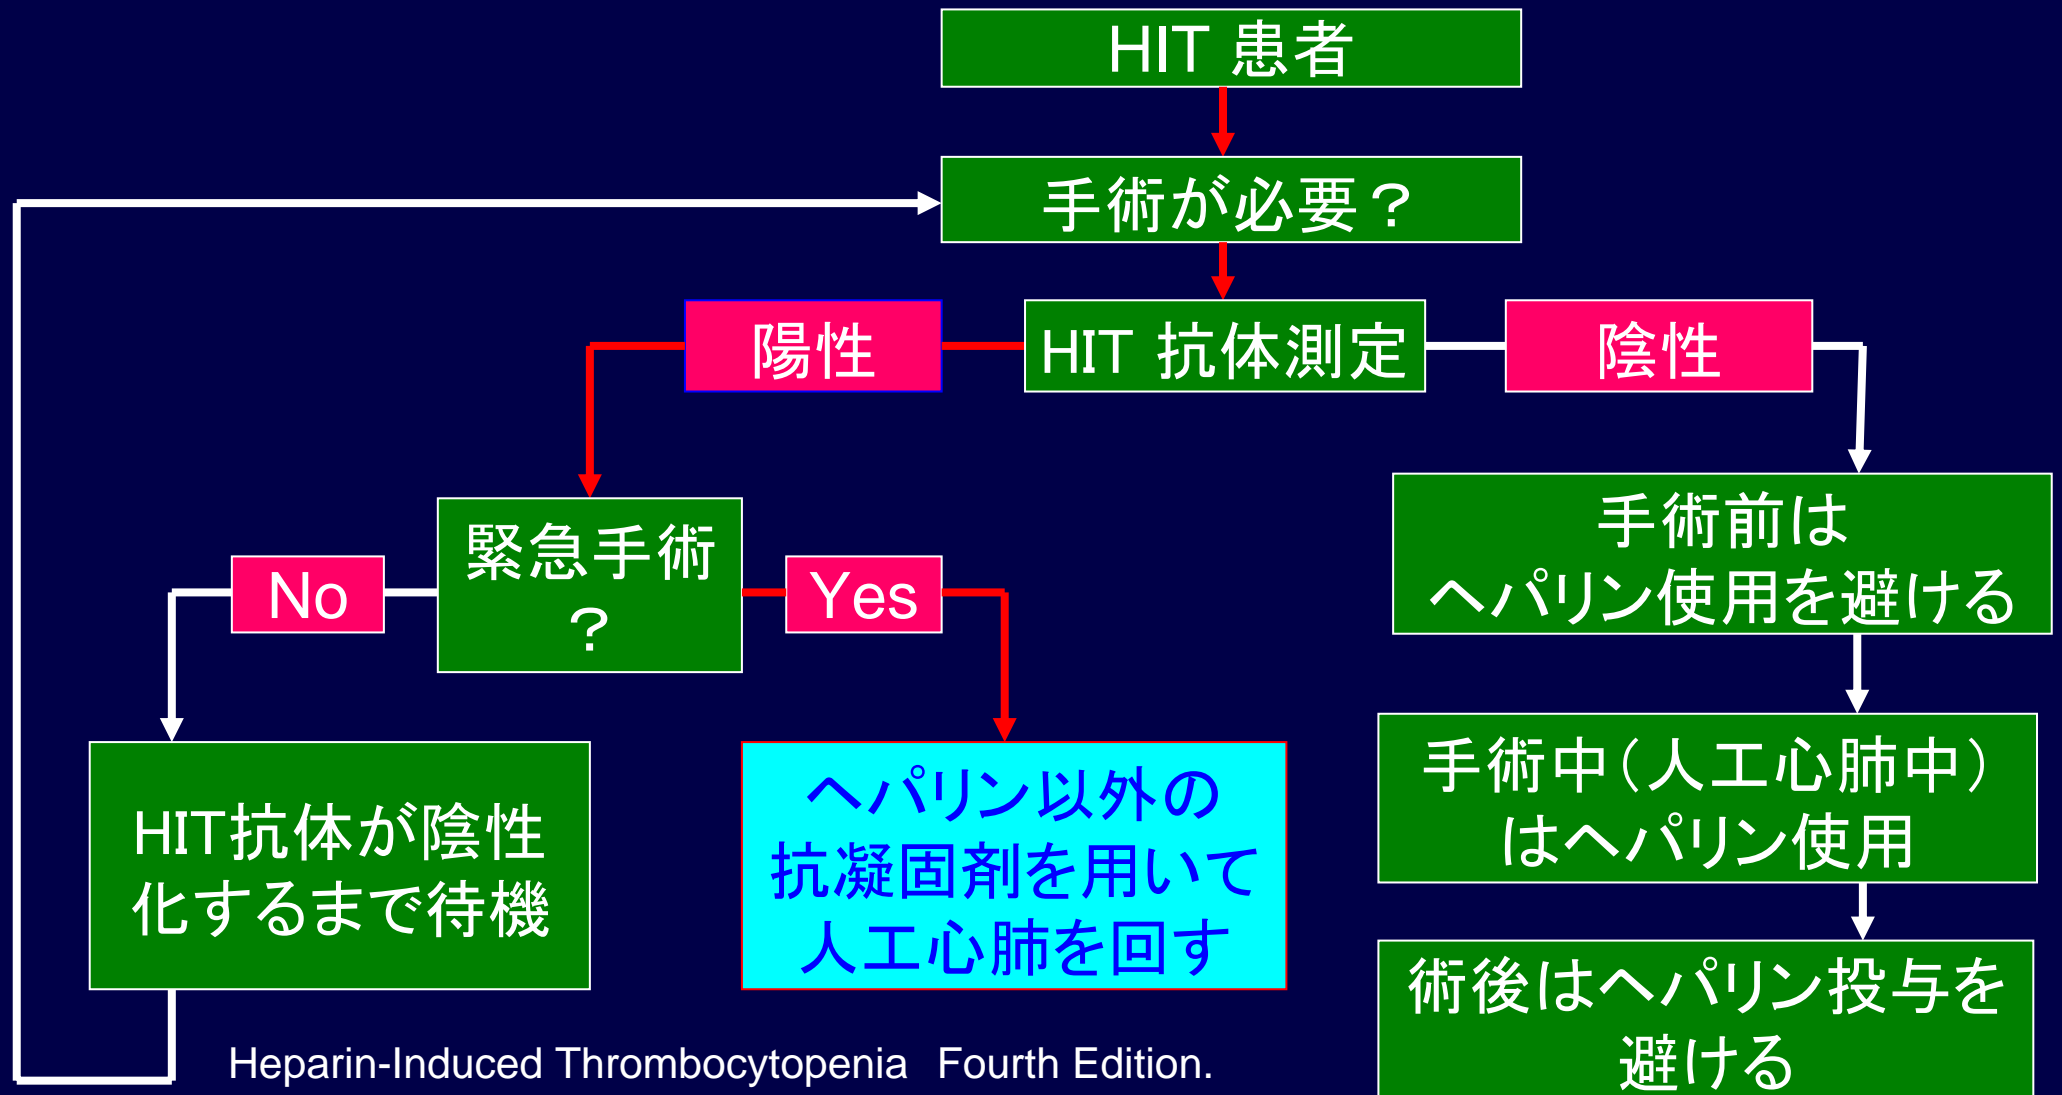 HIT 患者
手術が必要？
陽性
HIT 抗体測定
陰性
緊急手術
？
No
Yes
手術前は
ヘパリン使用を避ける
HIT抗体が陰性
化するまで待機
ヘパリン以外の
抗凝固剤を用いて
人工心肺を回す
手術中（人工心肺中）
はヘパリン使用
術後はヘパリン投与を
避ける
Heparin-Induced Thrombocytopenia Fourth Edition.